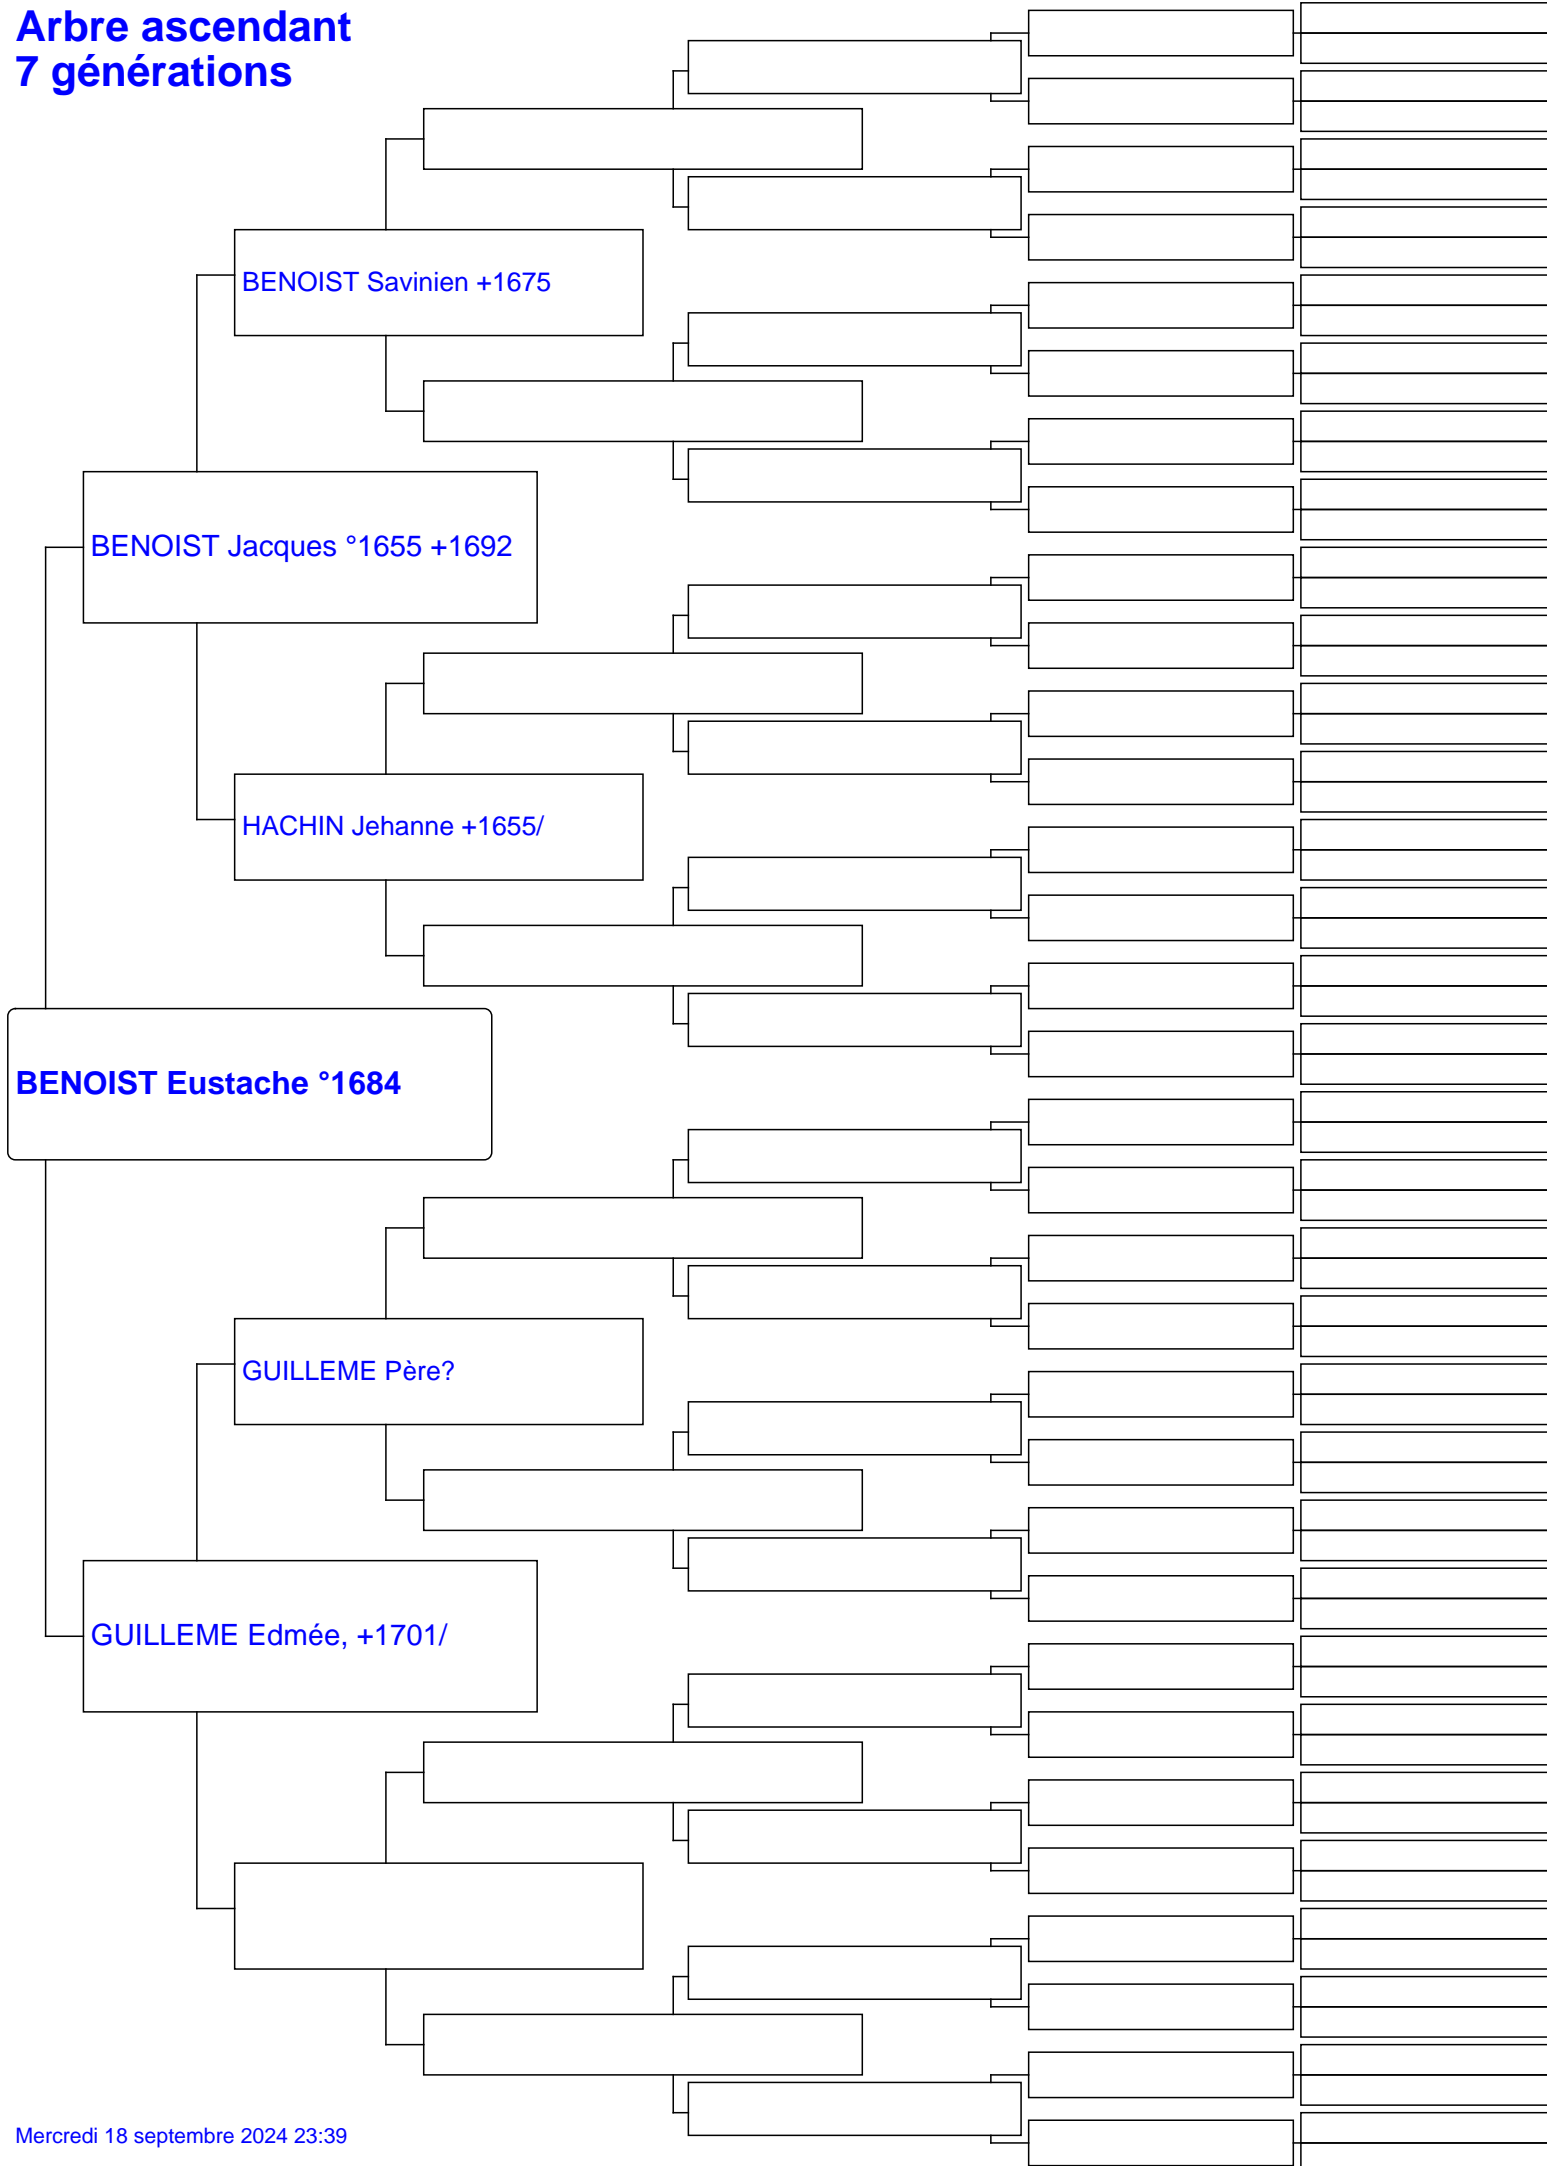 Arbre ascendant
7 générations
BENOIST Savinien +1675
BENOIST Jacques °1655 +1692
HACHIN Jehanne +1655/
BENOIST Eustache °1684
GUILLEME Père?
GUILLEME Edmée, +1701/
Mercredi 18 septembre 2024 23:39